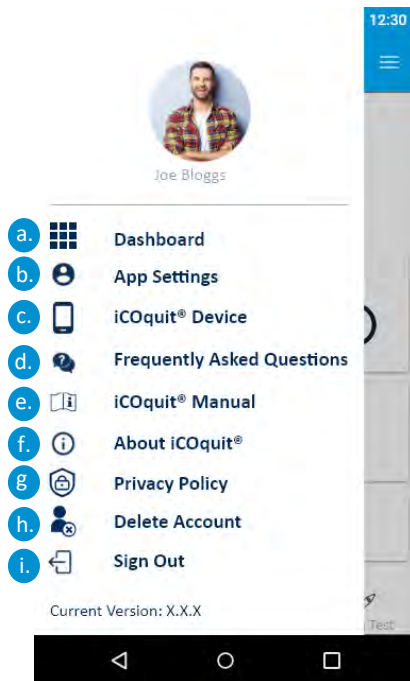 12:30
Joe Bloggs
a. Dashboard
b. App Settings
c. iCOquit® Device
d. Frequently Asked Questions
e. iCOquit® Manual
f. About iCOquit®
g Privacy Policy
h. Delete Account
i. Sign Out
Test
Current Version: X.X.X